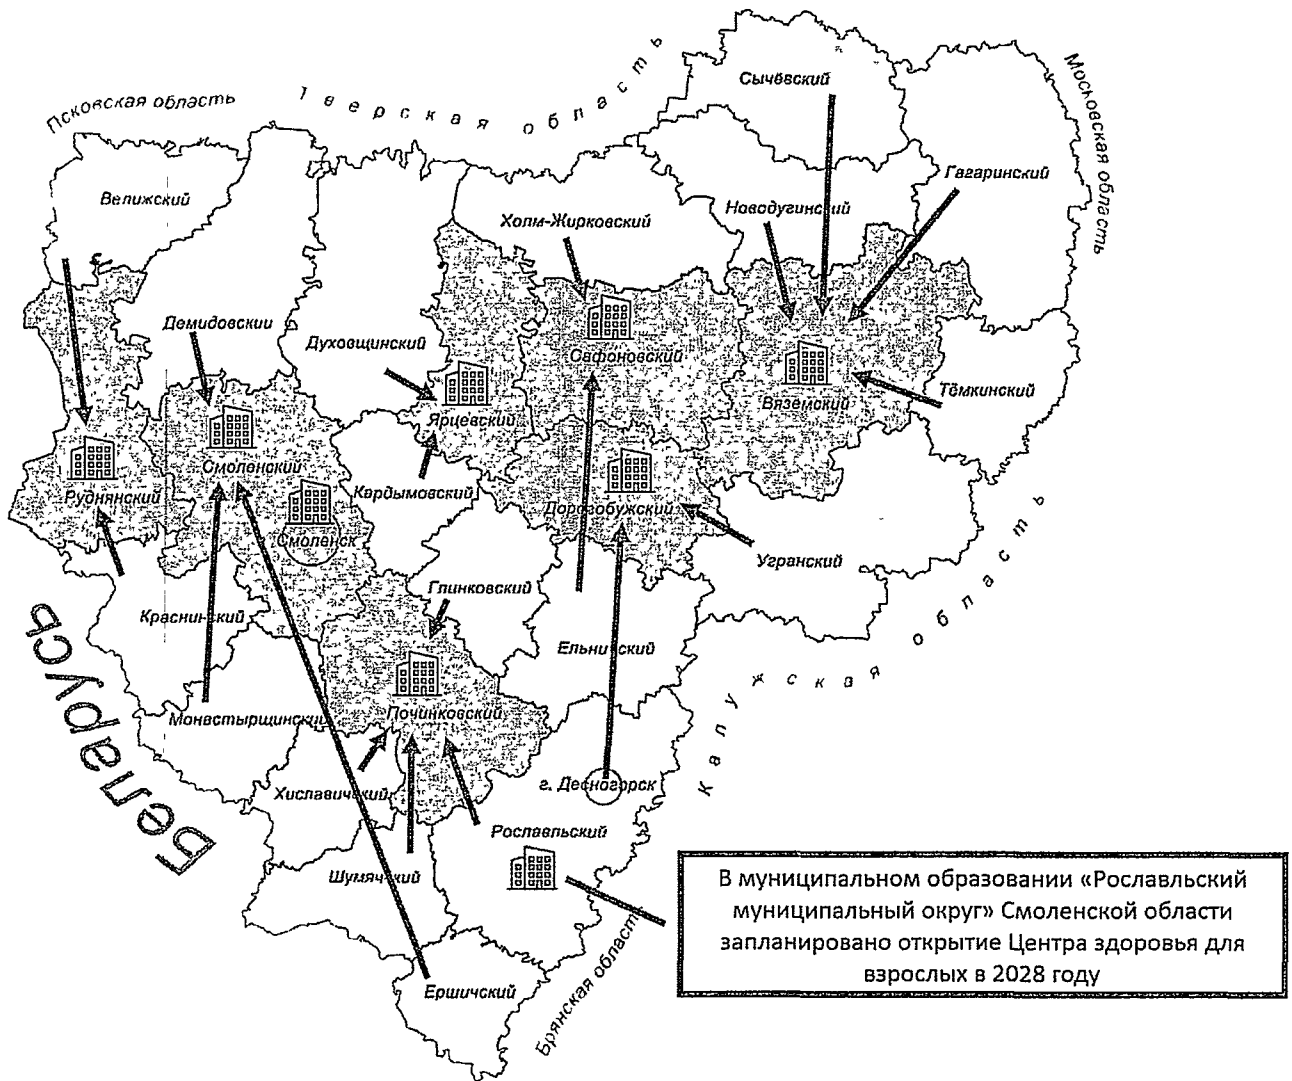 Псковская область
Тверская область
Московская область
Сычёвский
Гагаринский
Велижский
Новодугинский
Холм-Жирковский
Демидовский
Духовщинский
Сафоновский
Тёмкинский
Вяземский
Ярцевский
Смоленский
Руднянский
Кардымовский
Дорогобужский
Смоленск
Угранский
Глинковский
Краснинский
Ельнинский
Беларусь
Калужская область
Монастырщинский
Починковский
г. Десногорск
Хиславичский
Рославльский
Шумячский
Ершичский
Брянская область
В муниципальном образовании «Рославльский
муниципальный округ» Смоленской области
запланировано открытие Центра здоровья для
взрослых в 2028 году